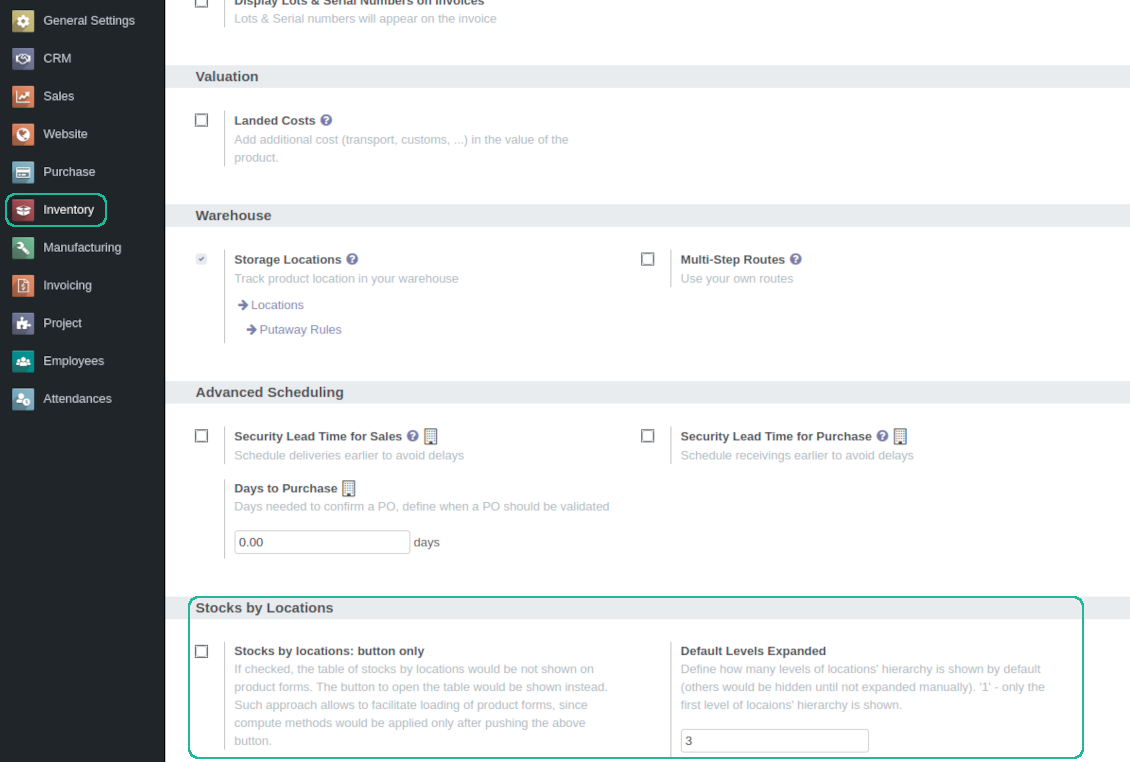 General Settings
CRM
Sales
Website
Purchase
Inventory
Manufacturing
Invoicing
Project
Employees
Attendances
Display Lots & Serial Numbers on Invoices
Lots & Serial numbers will appear on the invoice
Valuation
Landed Costs ?
Add additional cost (transport, customs, ...) in the value of the
product.
Warehouse
Storage Locations ?
Track product location in your warehouse
Locations
Putaway Rules
Multi-Step Routes ?
Use your own routes
Advanced Scheduling
Security Lead Time for Sales ?
Schedule deliveries earlier to avoid delays
Security Lead Time for Purchase ?
Schedule receivings earlier to avoid delays
Days to Purchase
Days needed to confirm a PO, define when a PO should be validated
0.00 days
Stocks by Locations
Stocks by locations: button only
If checked, the table of stocks by locations would be not shown on
product forms. The button to open the table would be shown instead.
Such approach allows to facilitate loading of product forms, since
compute methods would be applied only after pushing the above
button.
Default Levels Expanded
Define how many levels of locations' hierarchy is shown by default
(others would be hidden until not expanded manually). '1' - only the
first level of locaions' hierarchy is shown.
3